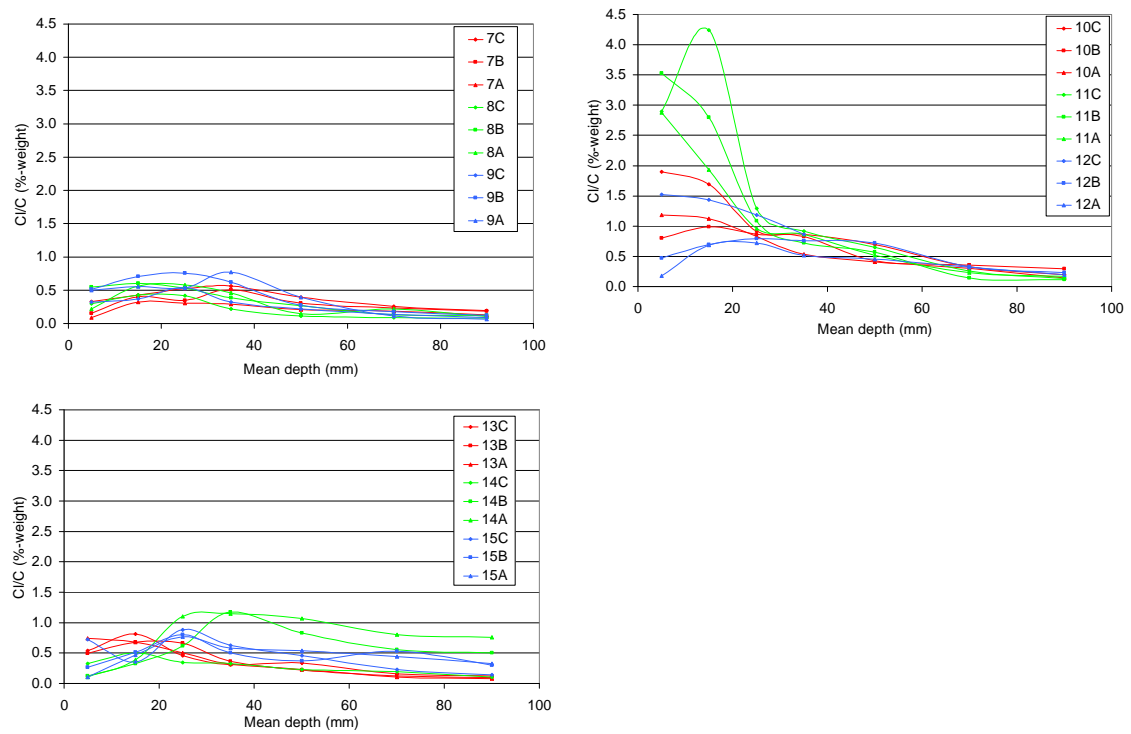 4.5
4.0
3.5
3.0
2.5
2.0
1.5
1.0
0.5
0.0
Cl/C (%-weight)
0 20 40 60 80 100
Mean depth (mm)
7C
7B
7A
8C
8B
8A
9C
9B
9A
4.5
4.0
3.5
3.0
2.5
2.0
1.5
1.0
0.5
0.0
Cl/C (%-weight)
0 20 40 60 80 100
Mean depth (mm)
10C
10B
10A
11C
11B
11A
12C
12B
12A
4.5
4.0
3.5
3.0
2.5
2.0
1.5
1.0
0.5
0.0
Cl/C (%-weight)
0 20 40 60 80 100
Mean depth (mm)
13C
13B
13A
14C
14B
14A
15C
15B
15A